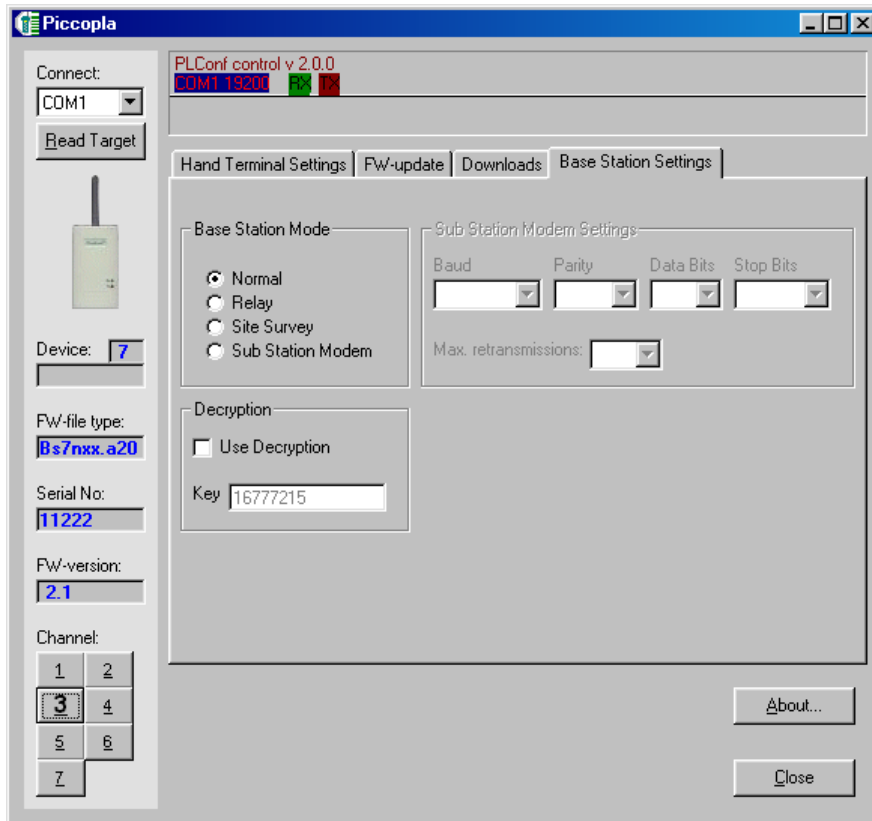 Piccopla
Connect:
COM1
Read Target
Device: 7
FW-file type:
Bs7nxx.a20
Serial No:
11222
FW-version:
2.1
Channel:
1 2
3 4
5 6
7
PLConf control v 2.0.0
COM1 19200 RX TX
Hand Terminal Settings FW-update Downloads Base Station Settings
Base Station Mode
Normal
Relay
Site Survey
Sub Station Modem
Sub Station Modem Settings
Baud Parity Data Bits Stop Bits
Max. retransmissions:
Decryption
Use Decryption
Key 16777215
About...
Close